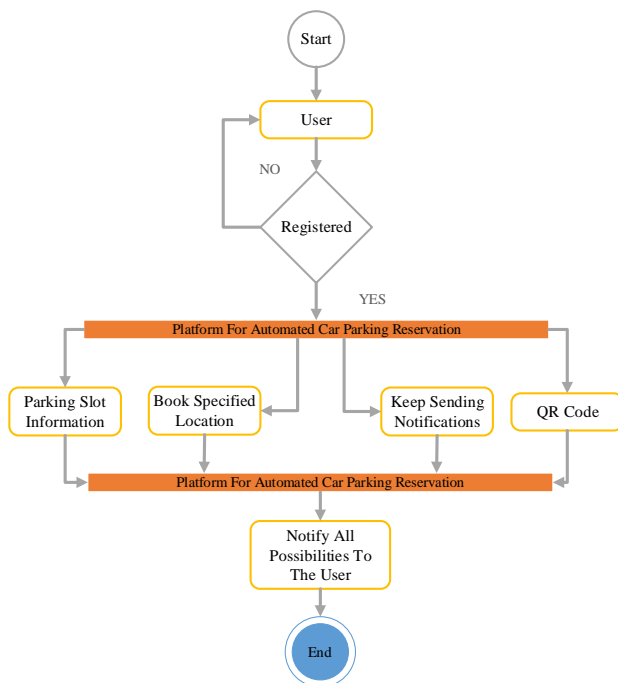 Start
User
NO
Registered
YES
Platform For Automated Car Parking Reservation
Parking Slot
Information
Book Specified
Location
Keep Sending
Notifications
QR Code
Platform For Automated Car Parking Reservation
Notify All
Possibilities To
The User
End